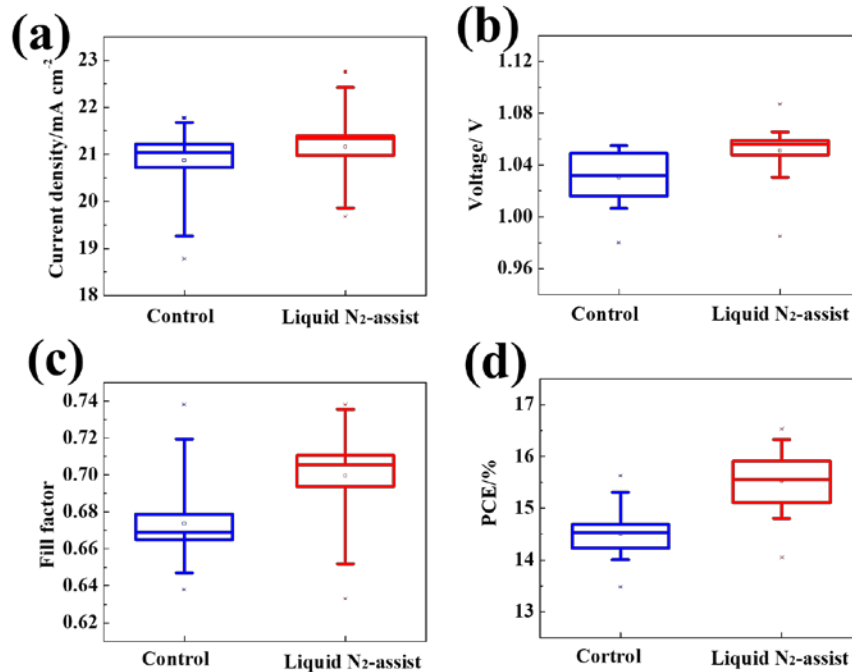 (a)
Current density/mA cm⁻²
23
22
21
20
19
18
Control
Liquid N₂-assist
(b)
Voltage/ V
1.12
1.08
1.04
1.00
0.96
Control
Liquid N₂-assist
(c)
Fill factor
0.74
0.72
0.70
0.68
0.66
0.64
0.62
Control
Liquid N₂-assist
(d)
PCE/%
17
16
15
14
13
Cortrol
Liquid N₂-assist